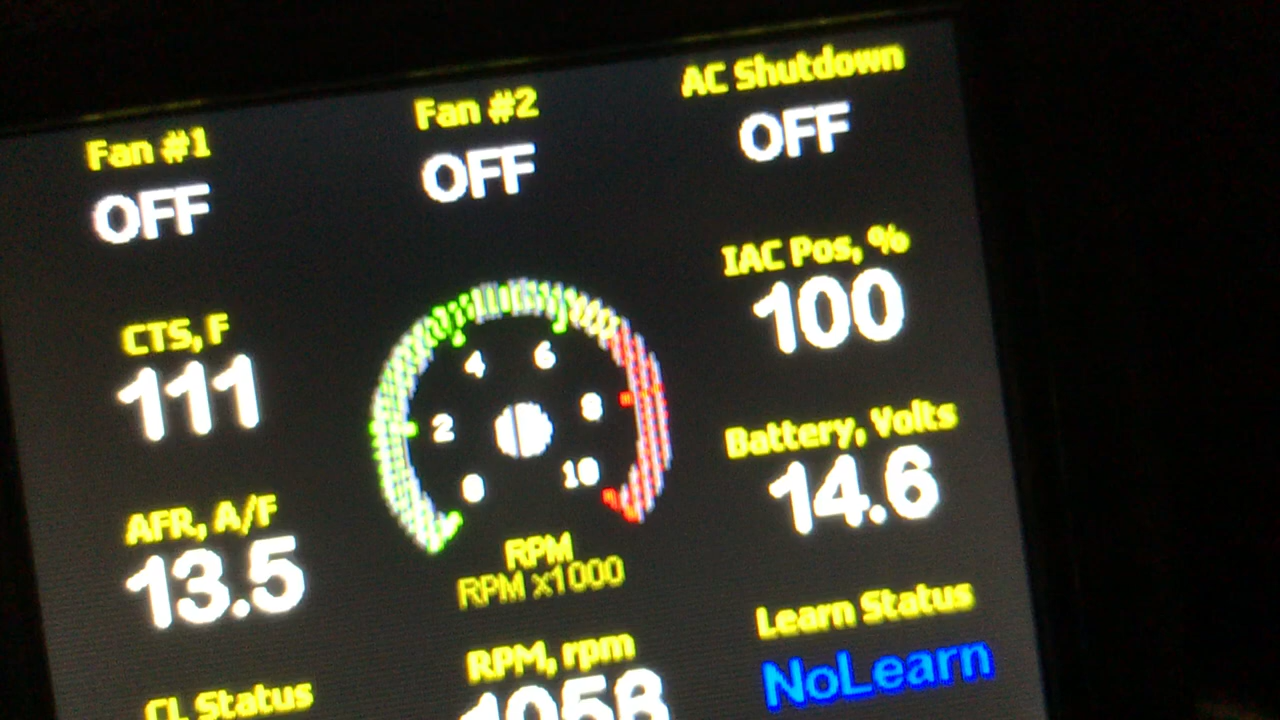 Fan #1
OFF
Fan #2
OFF
AC Shutdown
OFF
CTS, F
111
IAC Pos, %
100
0
2
4
6
8
10
RPM
RPM x1000
AFR, A/F
13.5
Battery, Volts
14.6
CL Status
RPM, rpm
1058
Learn Status
NoLearn